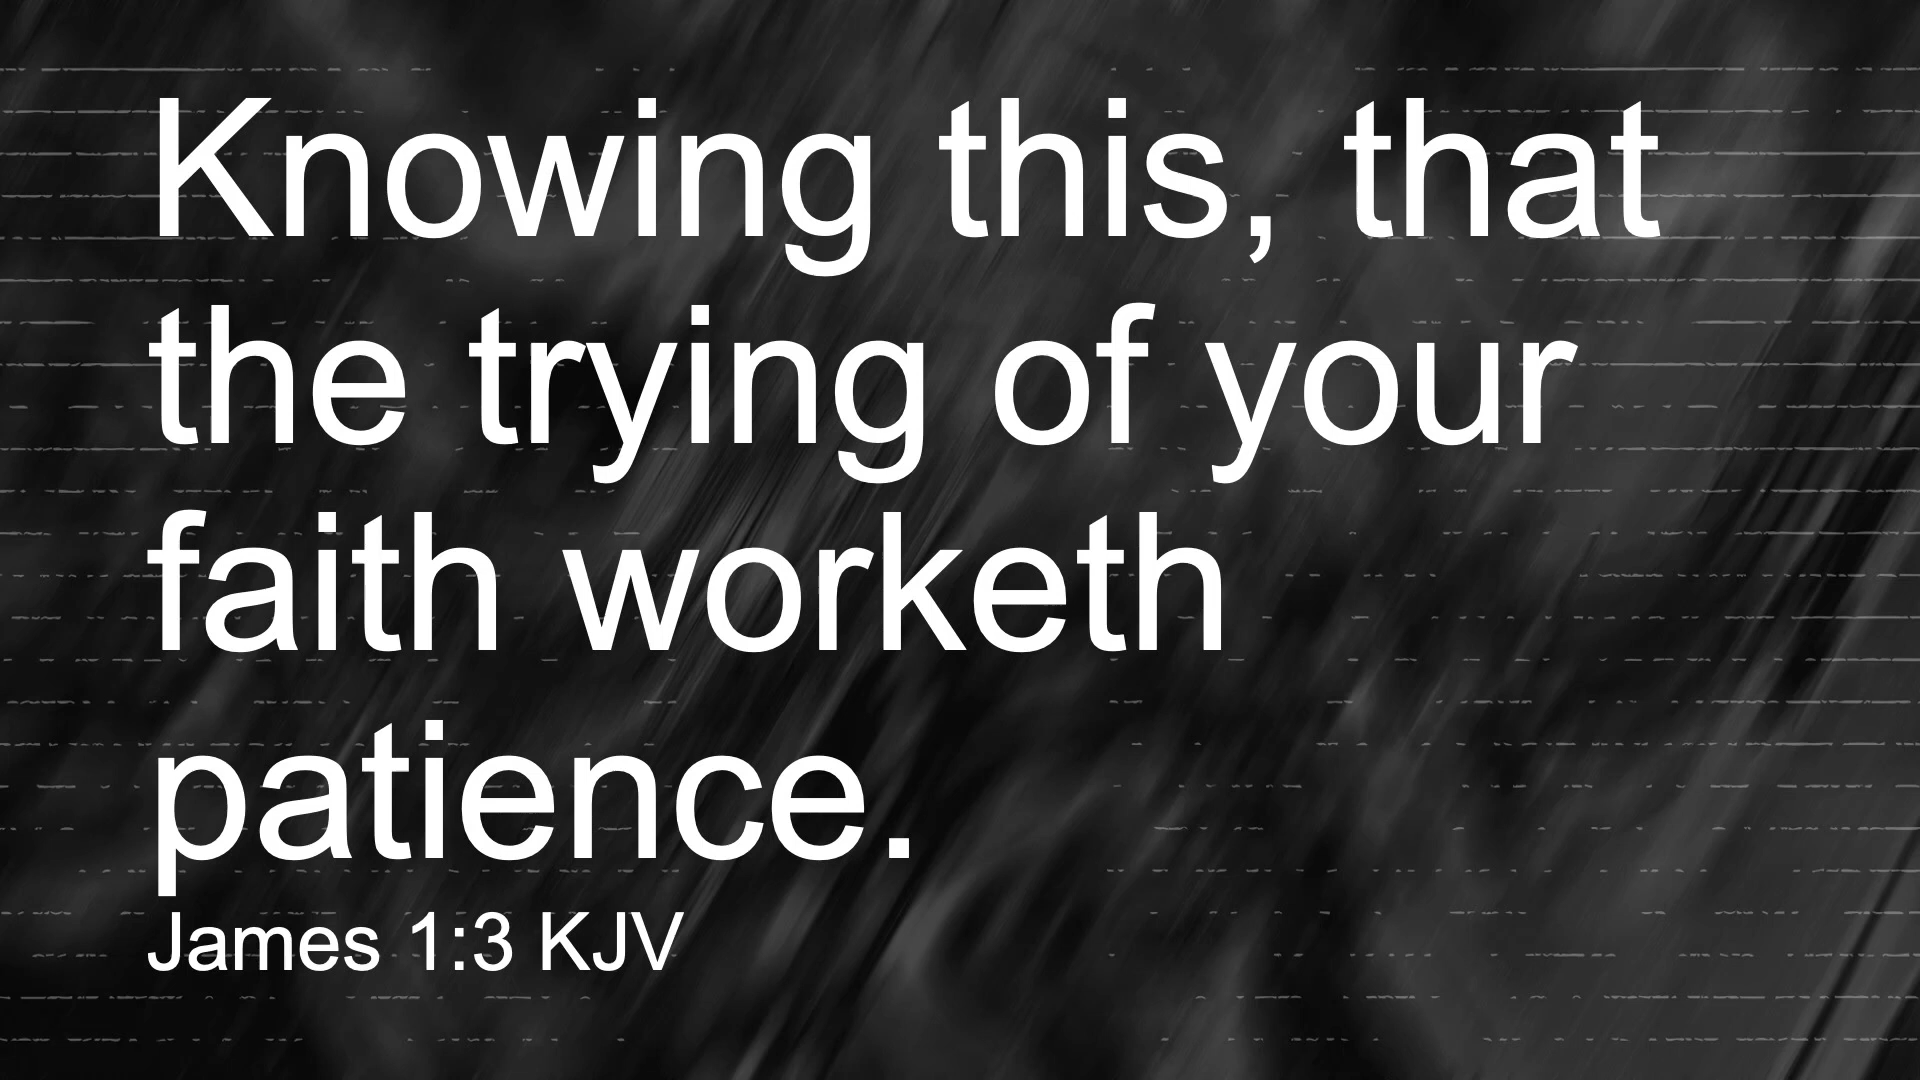 Knowing this, that
the trying of your
faith worketh
patience.
James 1:3 KJV